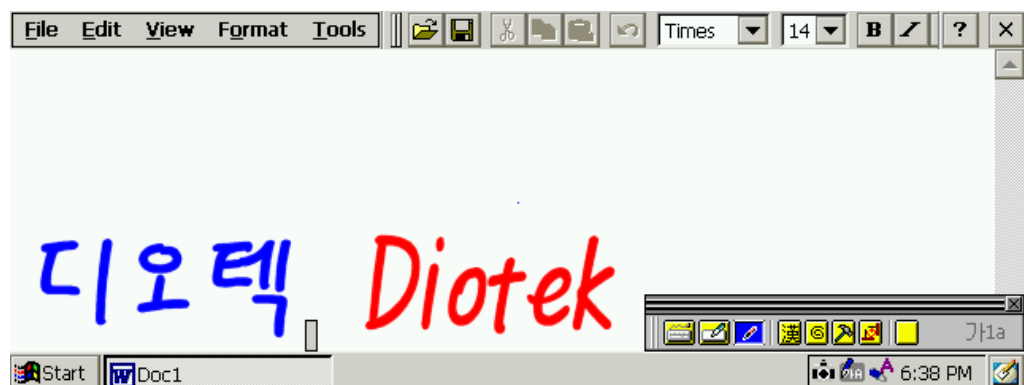 File Edit View Format Tools Times 14 B I ?
디오텍 Diotek
漢 가1a
Start Doc1 6:38 PM